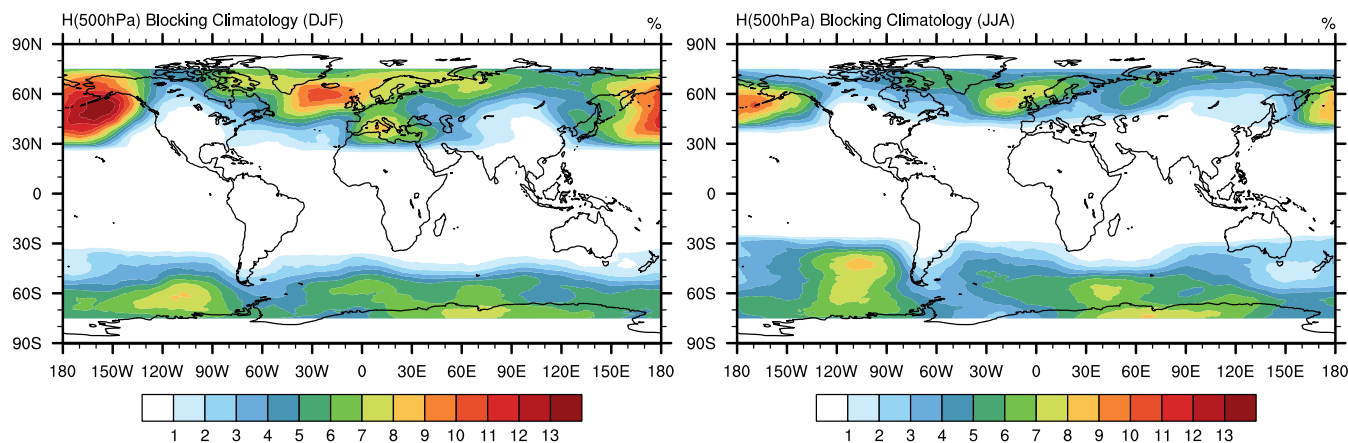 H(500hPa) Blocking Climatology (DJF) %
90N
60N
30N
0
30S
60S
90S
180 150W 120W 90W 60W 30W 0 30E 60E 90E 120E 150E 180
1 2 3 4 5 6 7 8 9 10 11 12 13
H(500hPa) Blocking Climatology (JJA) %
90N
60N
30N
0
30S
60S
90S
180 150W 120W 90W 60W 30W 0 30E 60E 90E 120E 150E 180
1 2 3 4 5 6 7 8 9 10 11 12 13